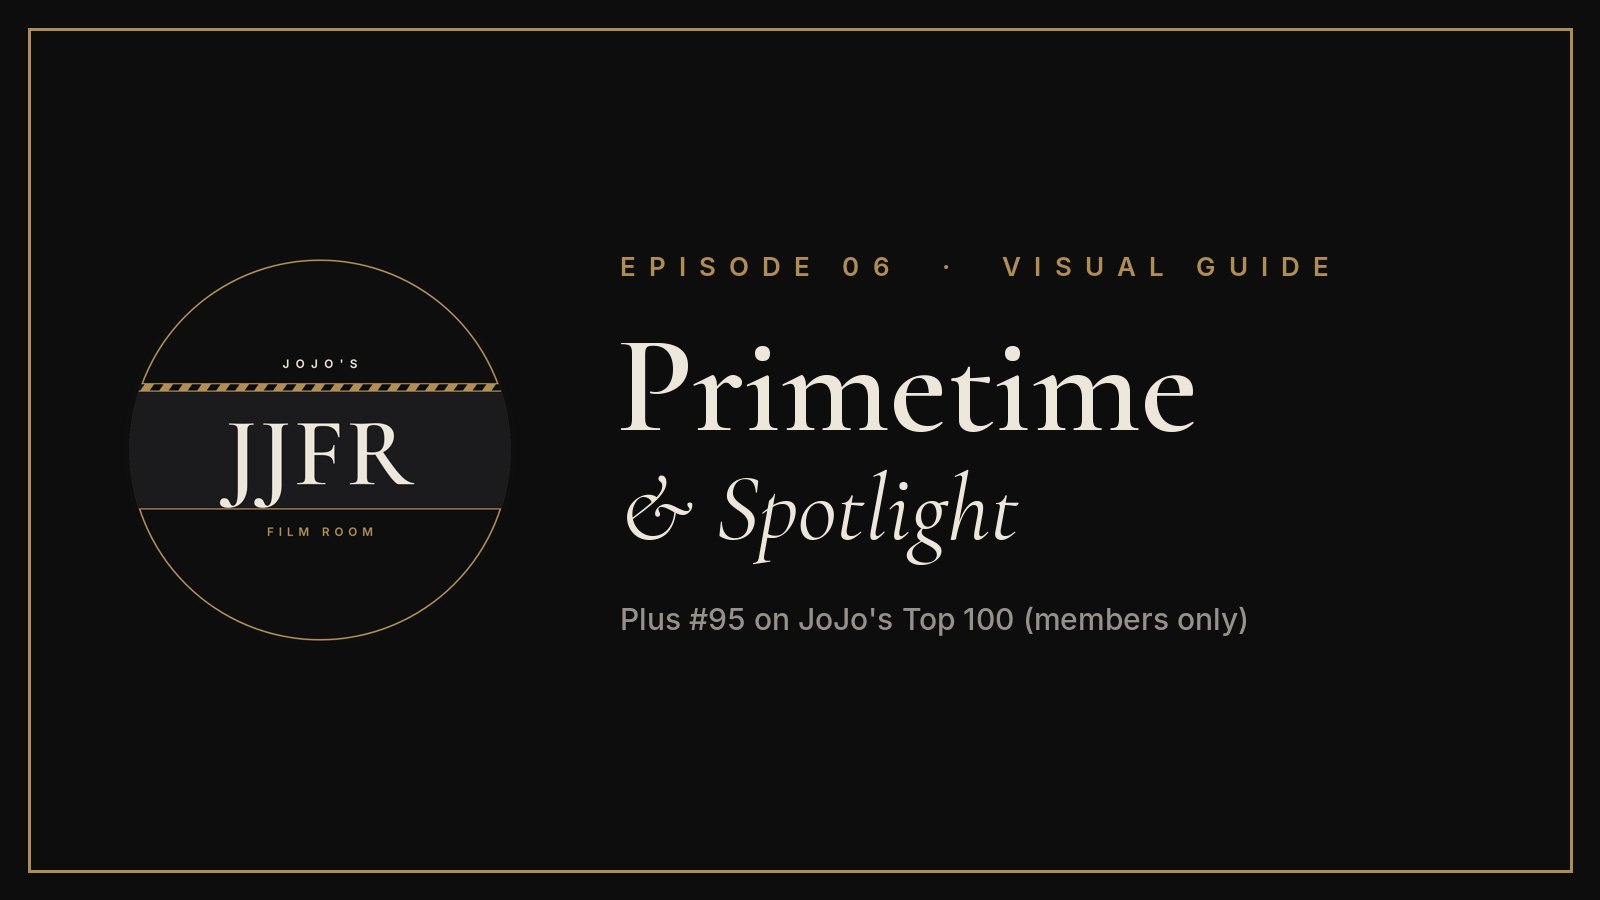 JOJO'S
JJFR
FILM ROOM
EPISODE 06 · VISUAL GUIDE
Primetime
& Spotlight
Plus #95 on JoJo's Top 100 (members only)